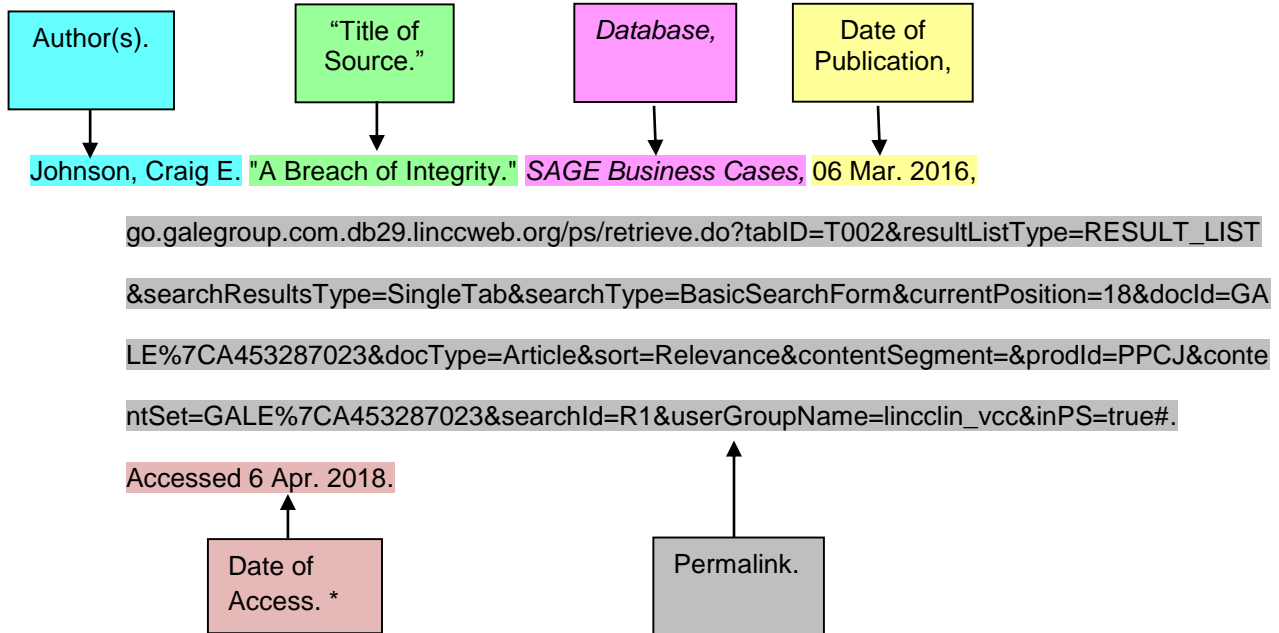 Author(s).
“Title of
Source.”
Database,
Date of
Publication,
Johnson, Craig E. "A Breach of Integrity." SAGE Business Cases, 06 Mar. 2016,
go.galegroup.com.db29.linccweb.org/ps/retrieve.do?tabID=T002&resultListType=RESULT_LIST
&searchResultsType=SingleTab&searchType=BasicSearchForm&currentPosition=18&docId=GA
LE%7CA453287023&docType=Article&sort=Relevance&contentSegment=&prodId=PPCJ&conte
ntSet=GALE%7CA453287023&searchId=R1&userGroupName=lincclin_vcc&inPS=true#.
Accessed 6 Apr. 2018.
Date of
Access. *
Permalink.